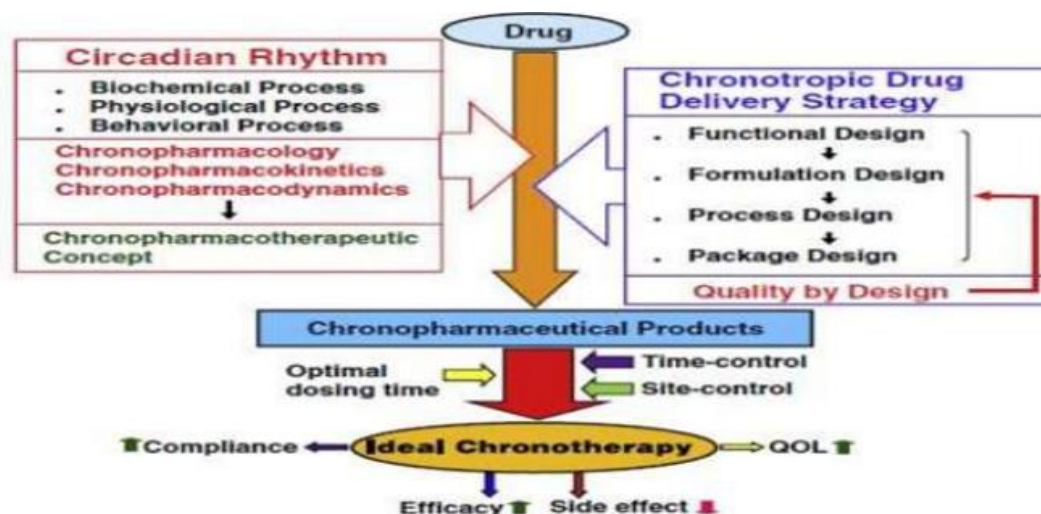 Drug
Circadian Rhythm
. Biochemical Process
. Physiological Process
. Behavioral Process
Chronopharmacology
Chronopharmacokinetics
Chronopharmacodynamics
Chronopharmacotherapeutic
Concept
Chronotropic Drug
Delivery Strategy
. Functional Design
. Formulation Design
. Process Design
. Package Design
Quality by Design
Chronopharmaceutical Products
Optimal
dosing time
Time-control
Site-control
Compliance
Ideal Chronotherapy
QOL
Efficacy
Side effect